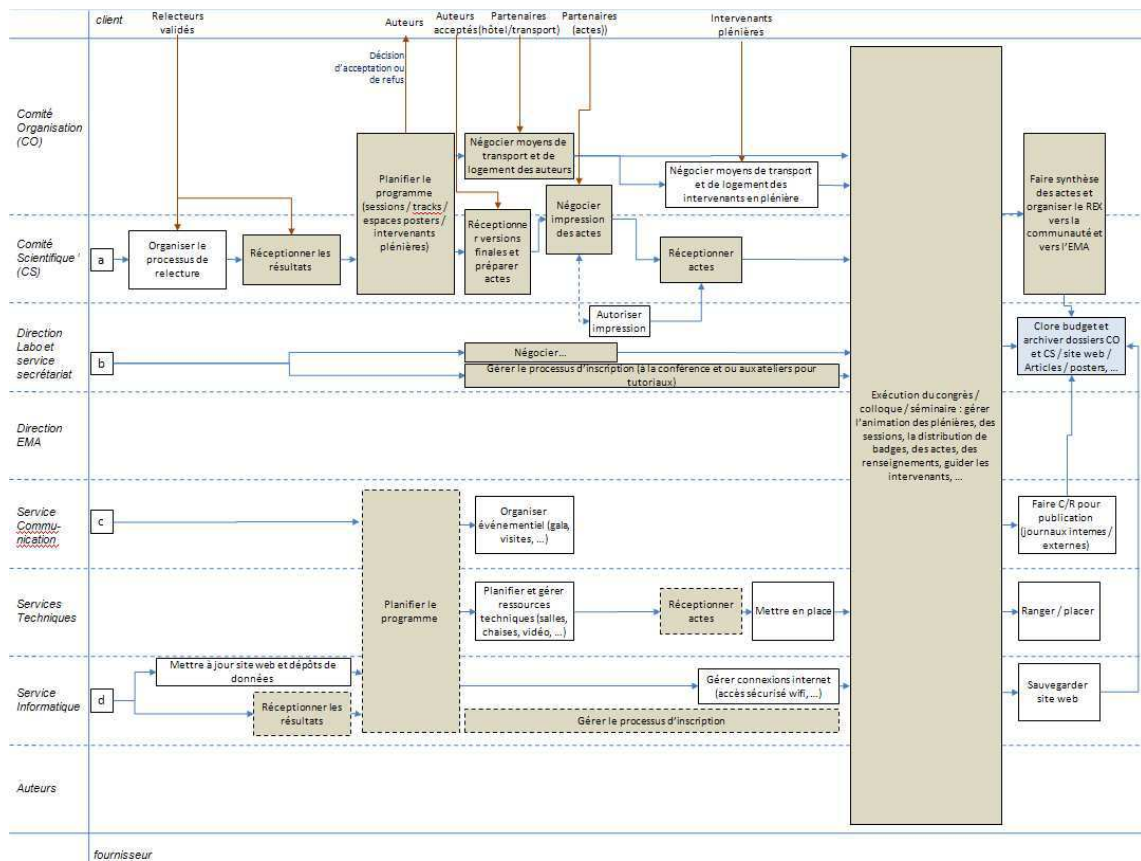 client
Relecteurs
validés
Auteurs
Auteurs
acceptés
Partenaires
(hôtel/transport)
Partenaires
(actes))
Intervenants
plénières
Décision
d'acceptation ou
de refus
Comité
Organisation
(CO)
Négocier moyens de
transport et de
logement des auteurs
Négocier moyens de transport
et de logement des
intervenants en plénière
Planifier le
programme
(sessions / tracks /
espaces posters /
intervenants
plénières)
Négocier
impression
des actes
Faire synthèse
des actes et
organiser le REX
vers la
communauté et
vers l'EMA
Comité
Scientifique '
(CS)
a
Organiser le
processus de
relecture
Réceptionner les
résultats
Réceptionne
r versions
finales et
préparer
actes
Réceptionner
actes
Autoriser
impression
Direction
Labo et
service
secrétariat
b
Négocier...
Gérer le processus d'inscription (à la conférence et ou aux ateliers pour
tutoriaux)
Clore budget et
archiver dossiers CO
et CS / site web /
Articles / posters, ...
Direction
EMA
Exécution du congrès /
colloque / séminaire : gérer
l'animation des plénières, des
sessions, la distribution de
badges, des actes, des
renseignements, guider les
intervenants, ...
Service
Commu-
nication
c
Organiser
événementiel (gala,
visites, ...)
Faire C/R pour
publication
(journaux internes /
externes)
Services
Techniques
Planifier le
programme
Planifier et gérer
ressources
techniques (salles,
chaises, vidéo, ...)
Réceptionner
actes
Mettre en place
Ranger / placer
Service
Informatique
d
Mettre à jour site web et dépôts de
données
Réceptionner les
résultats
Gérer connexions internet
(accès sécurisé wifi, ...)
Gérer le processus d'inscription
Sauvegarder
site web
Auteurs
fournisseur